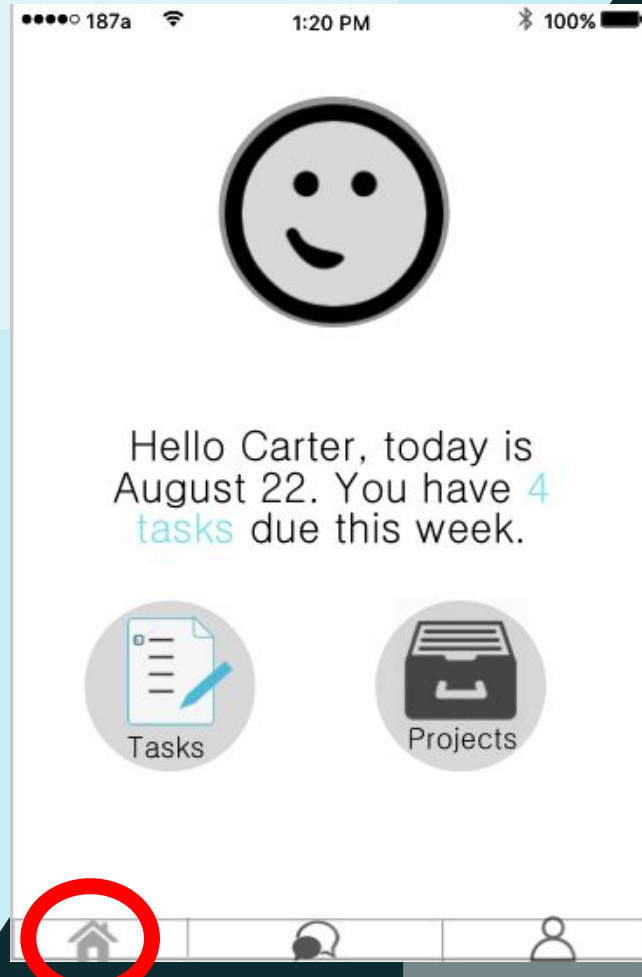 187a 1:20 PM 100%
Hello Carter, today is
August 22. You have 4
tasks due this week.
Tasks
Projects